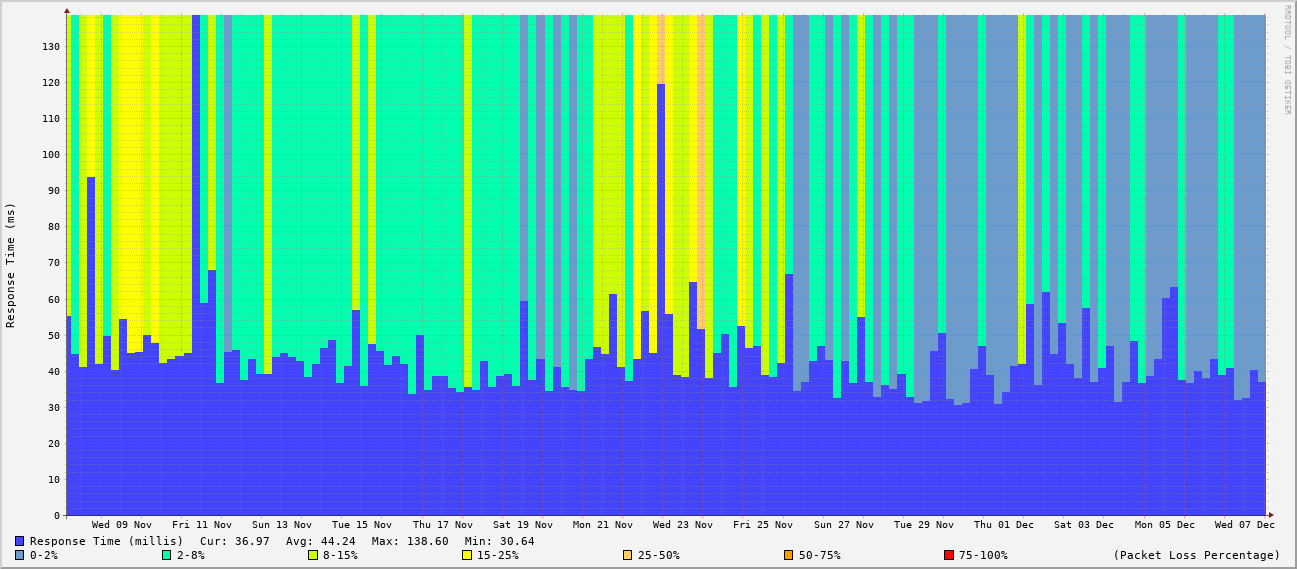 RRDTOOL / TOBI OETIKER
Response Time (ms)
130
120
110
100
90
80
70
60
50
40
30
20
10
0
Wed 09 Nov Fri 11 Nov Sun 13 Nov Tue 15 Nov Thu 17 Nov Sat 19 Nov Mon 21 Nov Wed 23 Nov Fri 25 Nov Sun 27 Nov Tue 29 Nov Thu 01 Dec Sat 03 Dec Mon 05 Dec Wed 07 Dec
Response Time (millis) Cur: 36.97 Avg: 44.24 Max: 138.60 Min: 30.64
0-2% 2-8% 8-15% 15-25% 25-50% 50-75% 75-100% (Packet Loss Percentage)